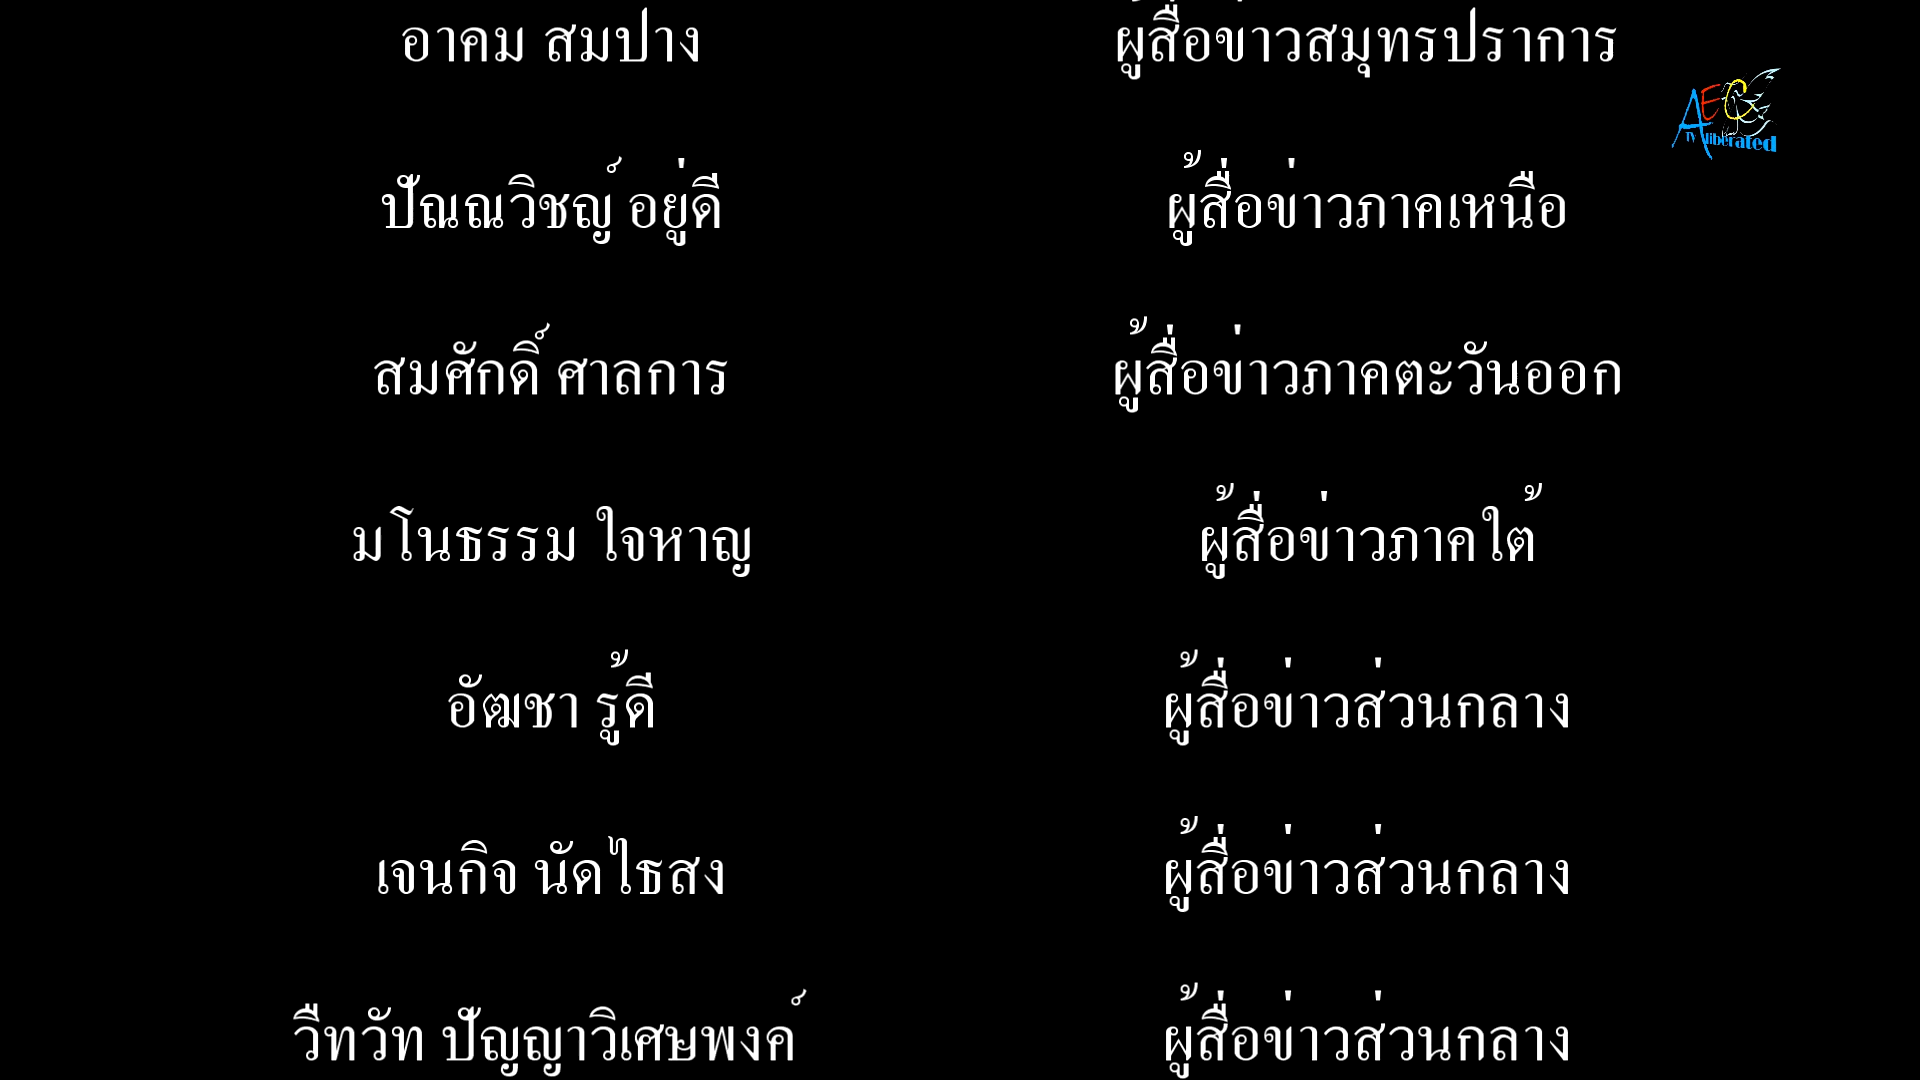 อาคม สมปาง ผู้สื่อข่าวสมุทรปราการ
AEC
TV liberated
ปัณณวิชญ์ อยู่ดี ผู้สื่อข่าวภาคเหนือ
สมศักดิ์ ศาลการ ผู้สื่อข่าวภาคตะวันออก
มโนธรรม ใจหาญ ผู้สื่อข่าวภาคใต้
อัฒชา รู้ดี ผู้สื่อข่าวส่วนกลาง
เจนกิจ นัดไธสง ผู้สื่อข่าวส่วนกลาง
วืทวัท ปัญญาวิเศษพงค์ ผู้สื่อข่าวส่วนกลาง